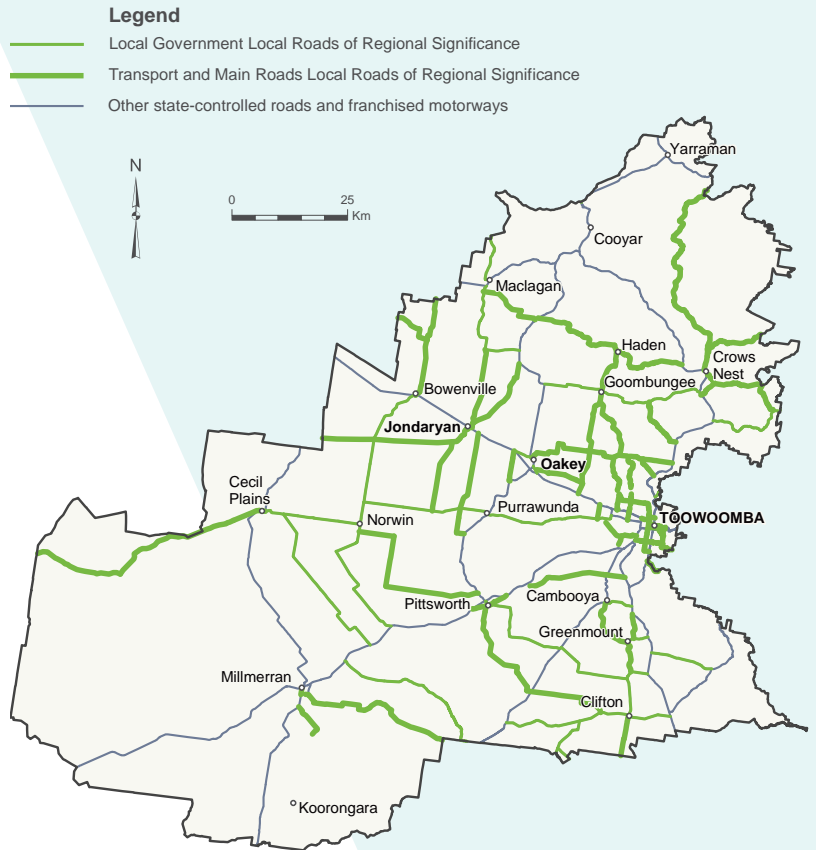 Legend
Local Government Local Roads of Regional Significance
Transport and Main Roads Local Roads of Regional Significance
Other state-controlled roads and franchised motorways
N
0 25
Km
Yarraman
Cooyar
Maclagan
Haden
Crows
Nest
Goombungee
Bowenville
Jondaryan
Oakey
Cecil
Plains
Norwin
Purrawunda
TOOWOOMBA
Pittsworth
Cambooya
Greenmount
Millmerran
Clifton
Koorongara